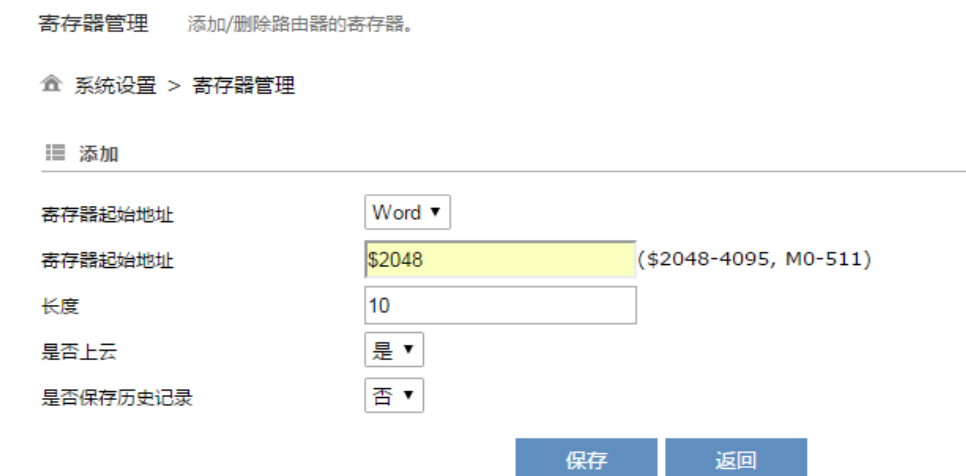 寄存器管理 添加/删除路由器的寄存器。
系统设置 > 寄存器管理
添加
寄存器起始地址 Word
寄存器起始地址 $2048 ($2048-4095, M0-511)
长度 10
是否上云 是
是否保存历史记录 否
保存 返回